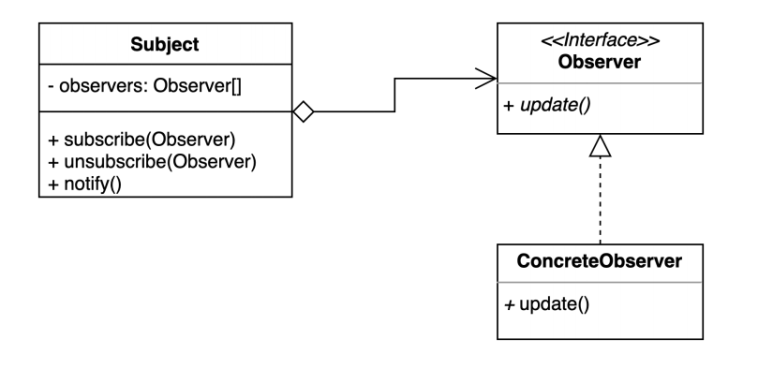 Subject
- observers: Observer[]
+ subscribe(Observer)
+ unsubscribe(Observer)
+ notify()
<<Interface>>
Observer
+ update()
ConcreteObserver
+ update()